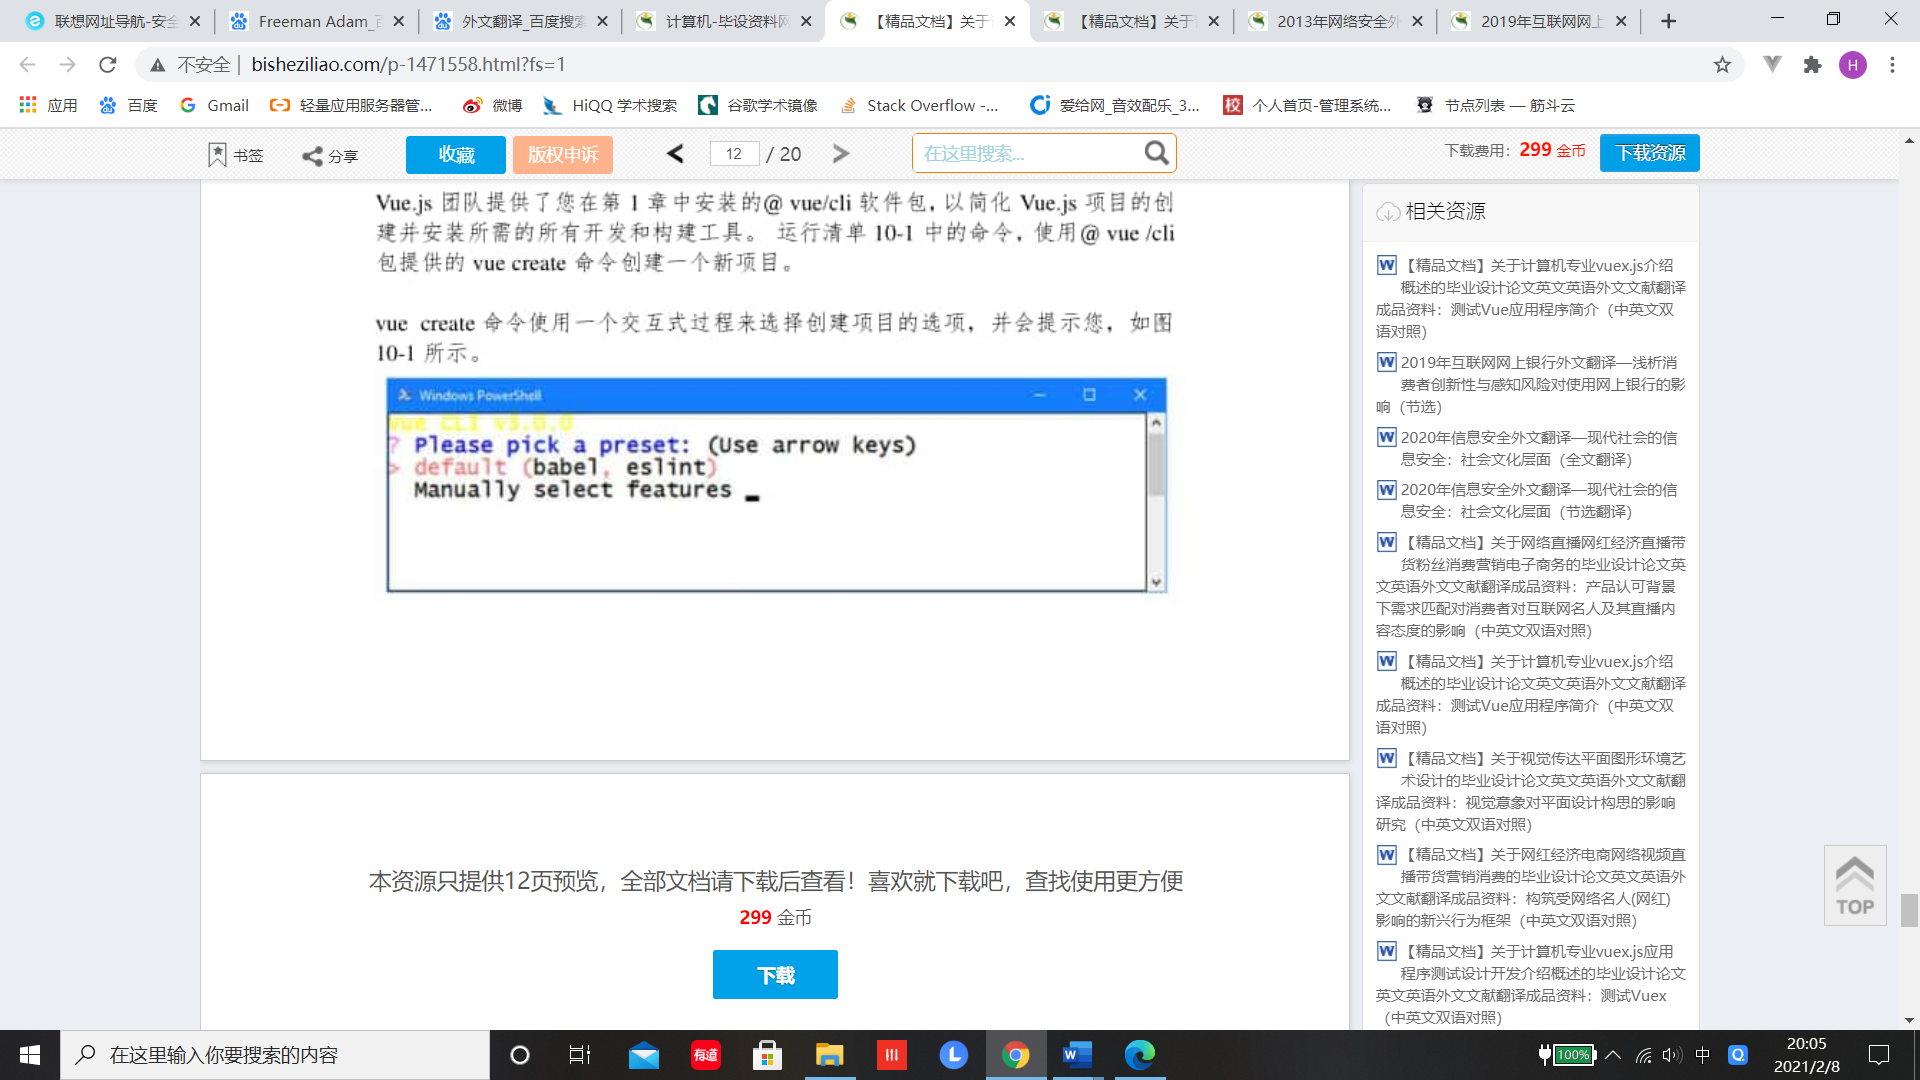 联想网址导航-安全
Freeman Adam_百
外文翻译_百度搜索
计算机-毕设资料网
【精品文档】关于
【精品文档】关于
2013年网络安全外
2019年互联网网上
不安全 | bisheziliao.com/p-1471558.html?fs=1
H
应用
百度
Gmail
轻量应用服务器管...
微博
HiQQ 学术搜索
谷歌学术镜像
Stack Overflow -...
爱给网_音效配乐_3...
校 个人首页-管理系统...
节点列表 — 筋斗云
书签
分享
收藏
版权申诉
12 / 20
在这里搜索...
下载费用：299 金币
下载资源
Vue.js 团队提供了您在第 1 章中安装的@ vue/cli 软件包，以简化 Vue.js 项目的创
建并安装所需的所有开发和构建工具。 运行清单 10-1 中的命令，使用@ vue /cli
包提供的 vue create 命令创建一个新项目。
vue create 命令使用一个交互式过程来选择创建项目的选项，并会提示您，如图
10-1 所示。
Windows PowerShell
Vue CLI v3.0.0
? Please pick a preset: (Use arrow keys)
> default (babel, eslint)
Manually select features
本资源只提供12页预览，全部文档请下载后查看！喜欢就下载吧，查找使用更方便
299 金币
下载
相关资源
【精品文档】关于计算机专业vuex.js介绍
概述的毕业设计论文英文英语外文文献翻译
成品资料：测试Vue应用程序简介（中英文双
语对照）
2019年互联网网上银行外文翻译—浅析消
费者创新性与感知风险对使用网上银行的影
响（节选）
2020年信息安全外文翻译—现代社会的信
息安全：社会文化层面（全文翻译）
2020年信息安全外文翻译—现代社会的信
息安全：社会文化层面（节选翻译）
【精品文档】关于网络直播网红经济直播带
货粉丝消费营销电子商务的毕业设计论文英
文英语外文文献翻译成品资料：产品认可背景
下需求匹配对消费者对互联网名人及其直播内
容态度的影响（中英文双语对照）
【精品文档】关于计算机专业vuex.js介绍
概述的毕业设计论文英文英语外文文献翻译
成品资料：测试Vue应用程序简介（中英文双
语对照）
【精品文档】关于视觉传达平面图形环境艺
术设计的毕业设计论文英文英语外文文献翻
译成品资料：视觉意象对平面设计构思的影响
研究（中英文双语对照）
【精品文档】关于网红经济电商网络视频直
播带货营销消费的毕业设计论文英文英语外
文文献翻译成品资料：构筑受网络名人(网红)
影响的新兴行为框架（中英文双语对照）
【精品文档】关于计算机专业vuex.js应用
程序测试设计开发介绍概述的毕业设计论文
英文英语外文文献翻译成品资料：测试Vuex
（中英文双语对照）
TOP
在这里输入你要搜索的内容
有道
100%
中
20:05
2021/2/8